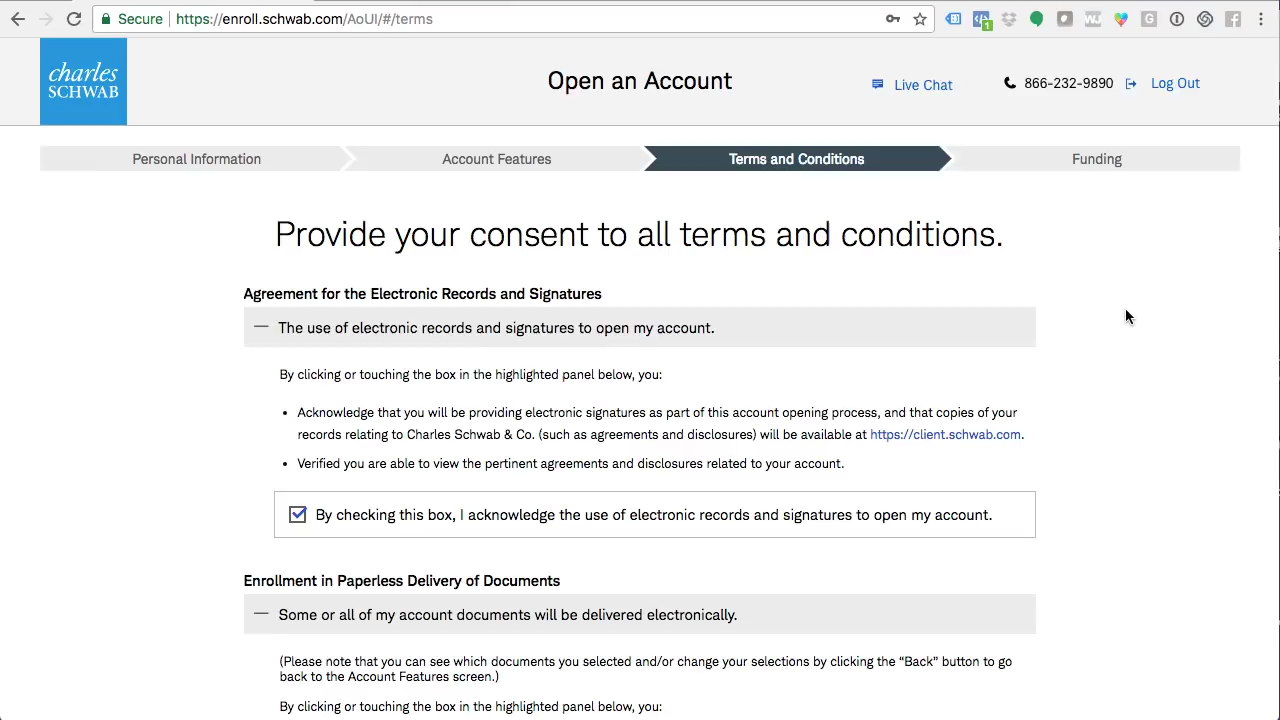 Secure https://enroll.schwab.com/AoUI/#/terms
1
charles
SCHWAB
Open an Account
Live Chat
866-232-9890
Log Out
Personal Information
Account Features
Terms and Conditions
Funding
Provide your consent to all terms and conditions.
Agreement for the Electronic Records and Signatures
The use of electronic records and signatures to open my account.
By clicking or touching the box in the highlighted panel below, you:
• Acknowledge that you will be providing electronic signatures as part of this account opening process, and that copies of your
records relating to Charles Schwab & Co. (such as agreements and disclosures) will be available at https://client.schwab.com.
• Verified you are able to view the pertinent agreements and disclosures related to your account.
By checking this box, I acknowledge the use of electronic records and signatures to open my account.
Enrollment in Paperless Delivery of Documents
Some or all of my account documents will be delivered electronically.
(Please note that you can see which documents you selected and/or change your selections by clicking the “Back” button to go
back to the Account Features screen.)
By clicking or touching the box in the highlighted panel below, you: